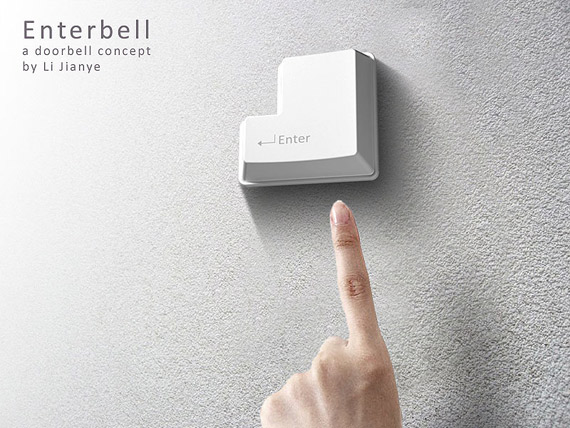 Enterbell
a doorbell concept
by Li Jianye
Enter